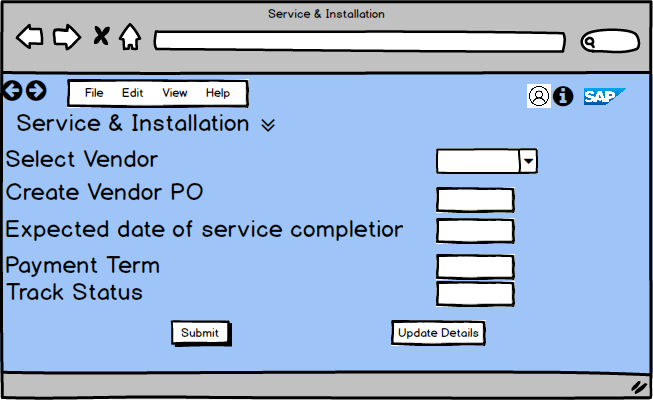 Service & Installation
File Edit View Help
SAP
Service & Installation
Select Vendor
Create Vendor PO
Expected date of service completior
Payment Term
Track Status
Submit Update Details